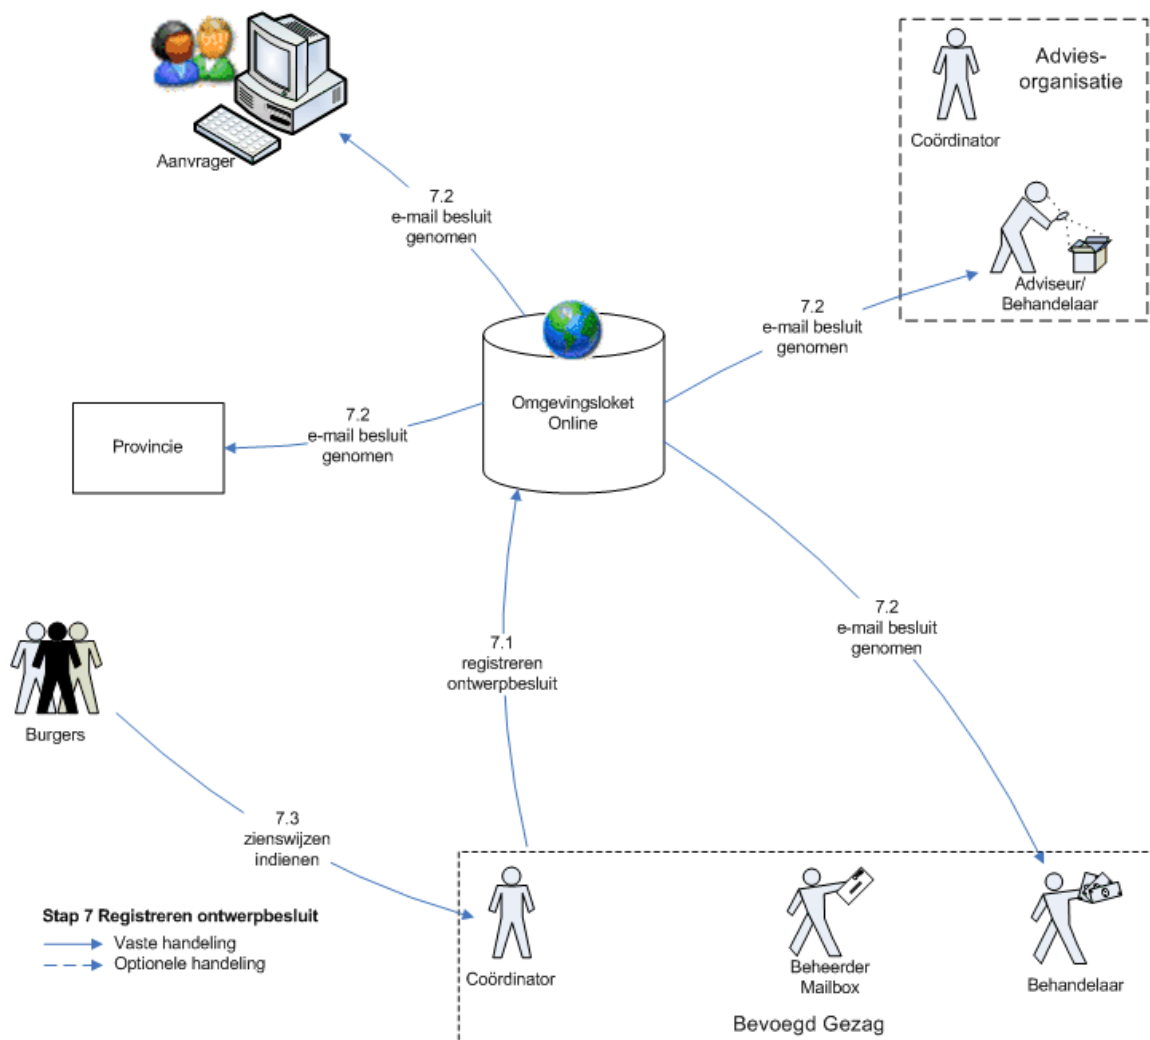 Aanvrager
Advies-
organisatie
Coördinator
Adviseur/
Behandelaar
7.2
e-mail besluit
genomen
7.2
e-mail besluit
genomen
Omgevingsloket
Online
7.2
e-mail besluit
genomen
Provincie
7.2
e-mail besluit
genomen
7.1
registreren
ontwerpbesluit
Burgers
7.3
zienswijzen
indienen
Stap 7 Registreren ontwerpbesluit
Vaste handeling
Optionele handeling
Coördinator
Beheerder
Mailbox
Behandelaar
Bevoegd Gezag